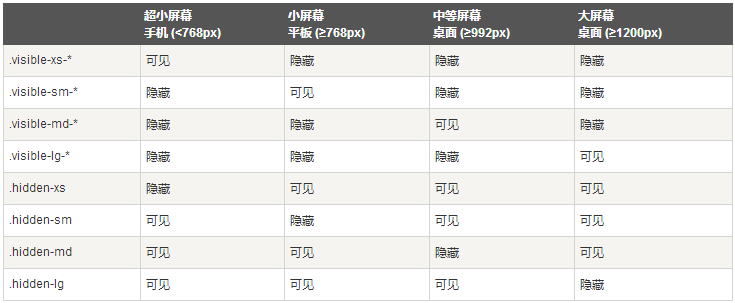 超小屏幕 小屏幕 中等屏幕 大屏幕
手机 (<768px) 平板 (≥768px) 桌面 (≥992px) 桌面 (≥1200px)
.visible-xs-* 可见 隐藏 隐藏 隐藏
.visible-sm-* 隐藏 可见 隐藏 隐藏
.visible-md-* 隐藏 隐藏 可见 隐藏
.visible-lg-* 隐藏 隐藏 隐藏 可见
.hidden-xs 隐藏 可见 可见 可见
.hidden-sm 可见 隐藏 可见 可见
.hidden-md 可见 可见 隐藏 可见
.hidden-lg 可见 可见 可见 隐藏